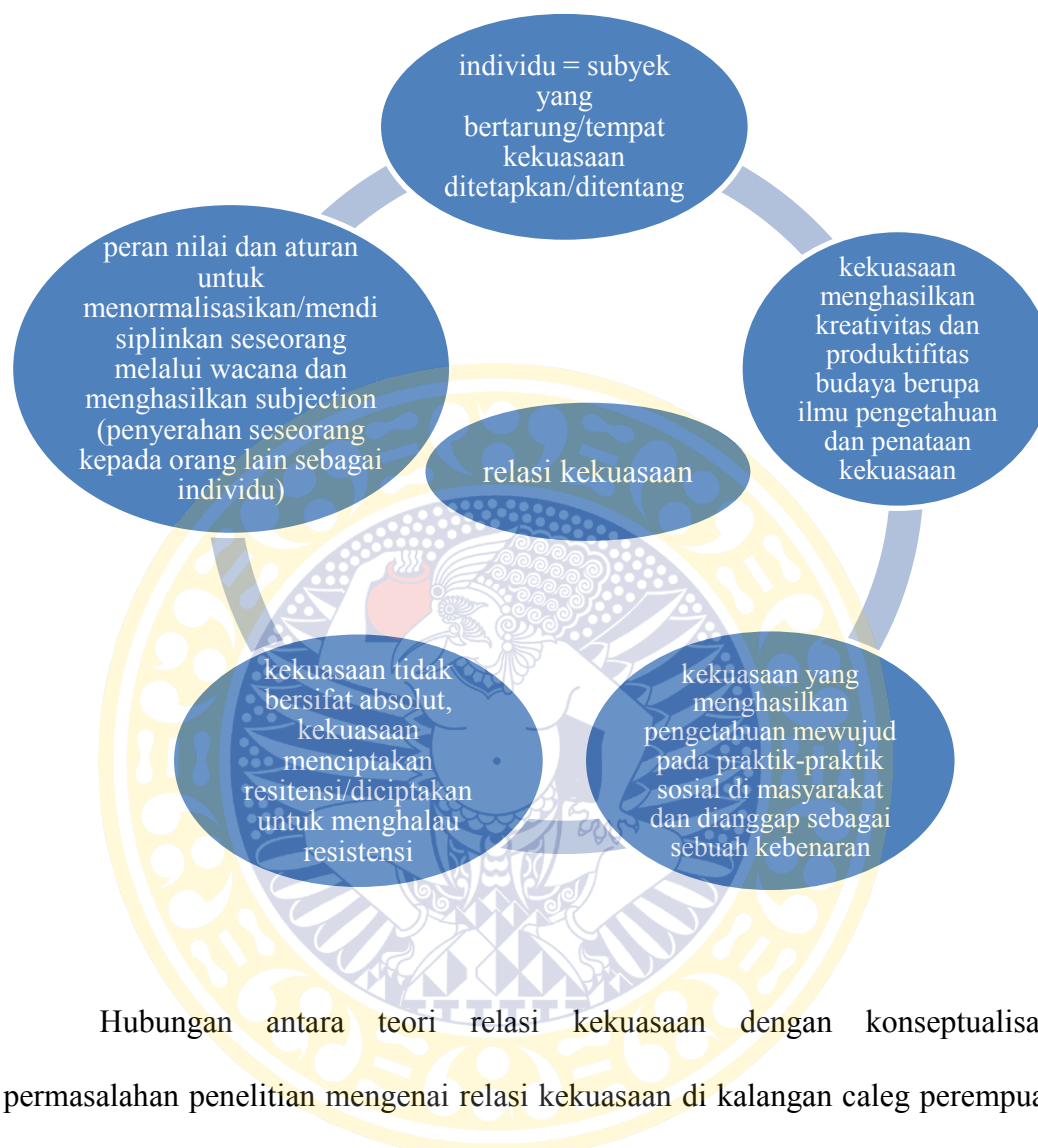 individu = subyek
yang
bertarung/tempat
kekuasaan
ditetapkan/ditentang
kekuasaan
menghasilkan
kreativitas dan
produktifitas
budaya berupa
ilmu pengetahuan
dan penataan
kekuasaan
kekuasaan yang
menghasilkan
pengetahuan mewujud
pada praktik-praktik
sosial di masyarakat
dan dianggap sebagai
sebuah kebenaran
kekuasaan tidak
bersifat absolut,
kekuasaan
menciptakan
resitensi/diciptakan
untuk menghalau
resistensi
peran nilai dan aturan
untuk
menormalisasikan/mendi
siplinkan seseorang
melalui wacana dan
menghasilkan subjection
(penyerahan seseorang
kepada orang lain sebagai
individu)
relasi kekuasaan
Hubungan antara teori relasi kekuasaan dengan konseptualisa
permasalahan penelitian mengenai relasi kekuasaan di kalangan caleg perempua